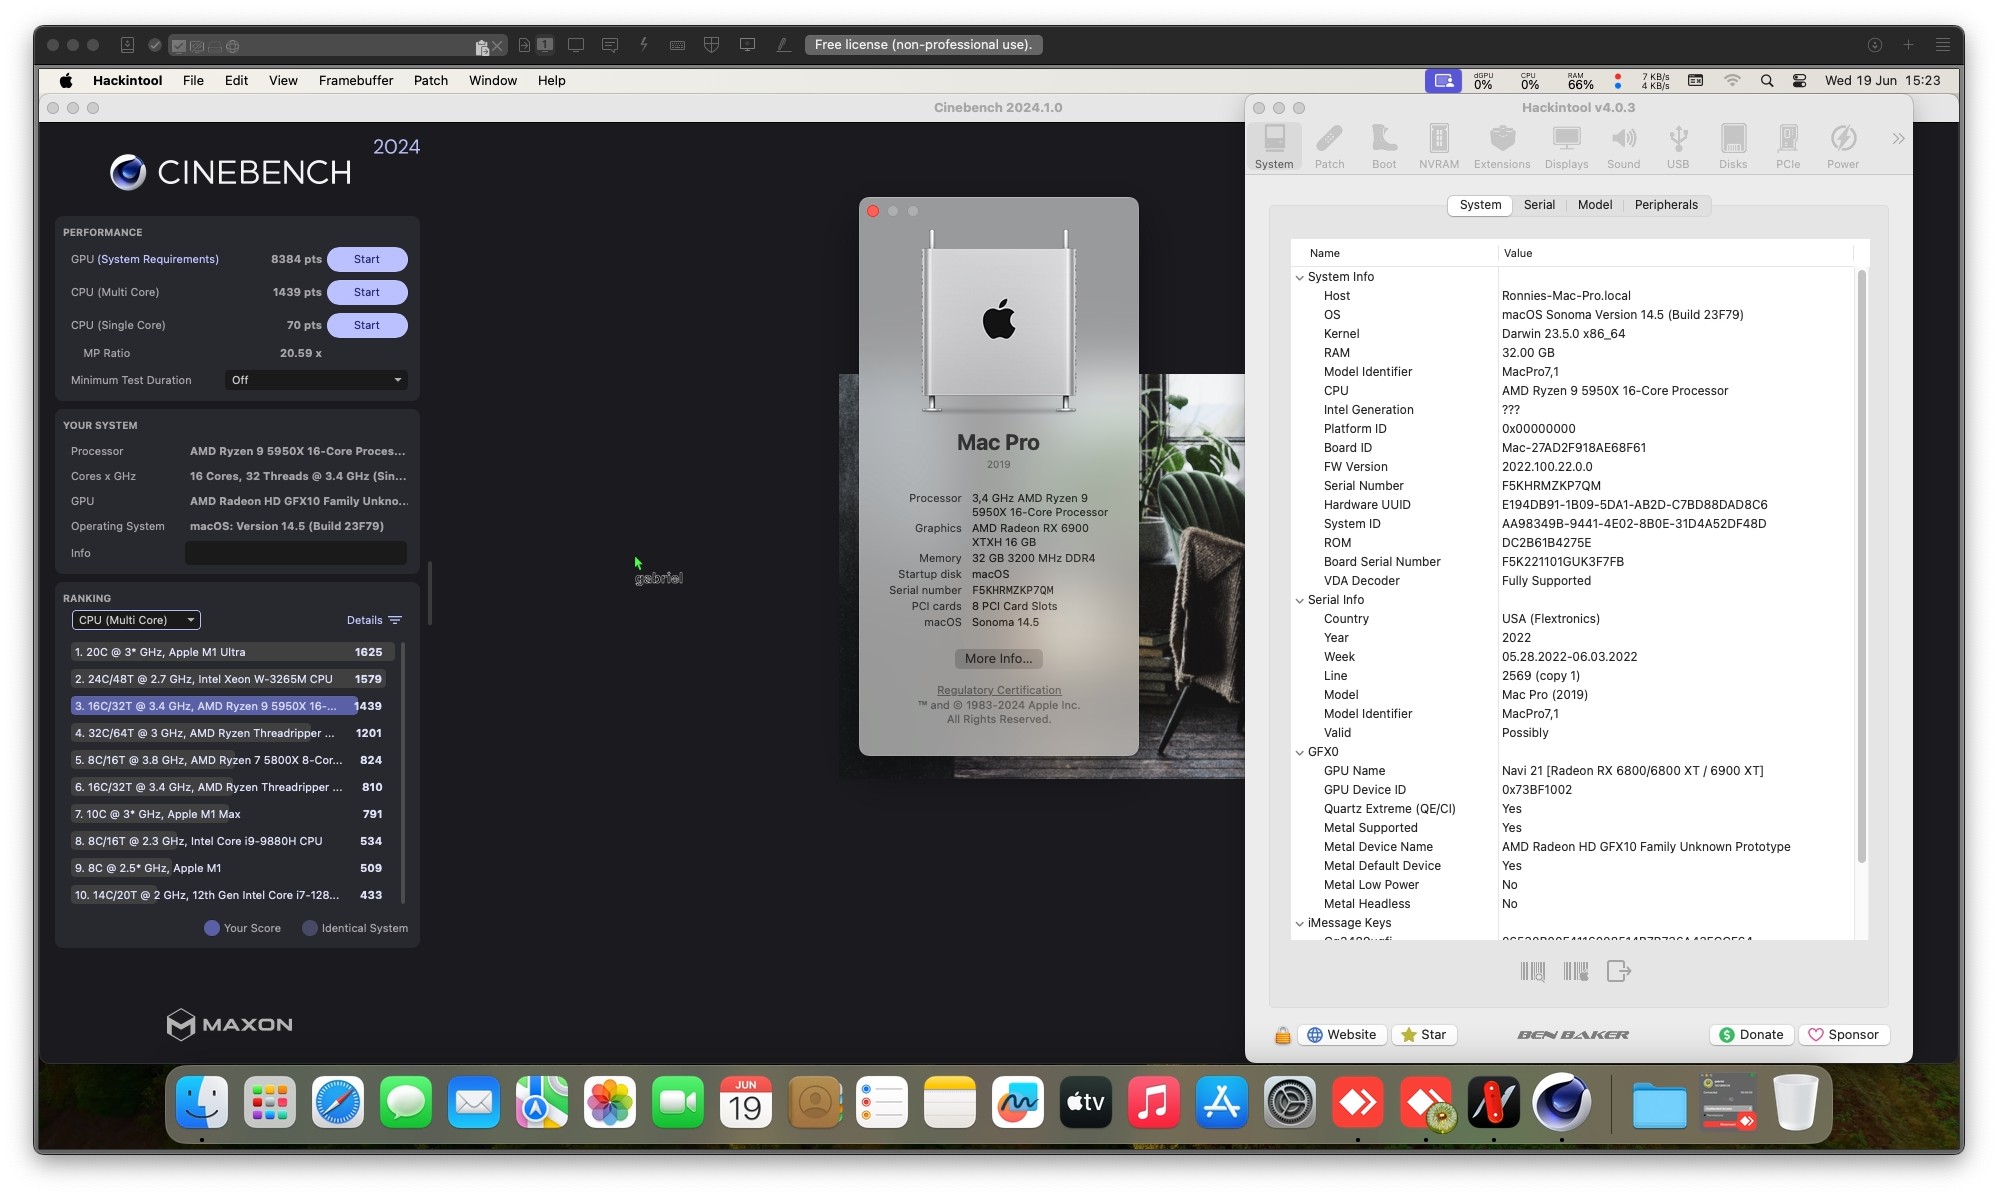 1
Free license (non-professional use).
Hackintool File Edit View Framebuffer Patch Window Help
dGPU 0% CPU 0% RAM 66% 7 KB/s 4 KB/s Wed 19 Jun 15:23
Cinebench 2024.1.0
2024
CINEBENCH
PERFORMANCE
GPU (System Requirements) 8384 pts Start
CPU (Multi Core) 1439 pts Start
CPU (Single Core) 70 pts Start
MP Ratio 20.59 x
Minimum Test Duration Off
YOUR SYSTEM
Processor AMD Ryzen 9 5950X 16-Core Proces...
Cores x GHz 16 Cores, 32 Threads @ 3.4 GHz (Sin...
GPU AMD Radeon HD GFX10 Family Unkno...
Operating System macOS: Version 14.5 (Build 23F79)
Info
RANKING
CPU (Multi Core) Details
1. 20C @ 3* GHz, Apple M1 Ultra 1625
2. 24C/48T @ 2.7 GHz, Intel Xeon W-3265M CPU 1579
3. 16C/32T @ 3.4 GHz, AMD Ryzen 9 5950X 16-... 1439
4. 32C/64T @ 3 GHz, AMD Ryzen Threadripper ... 1201
5. 8C/16T @ 3.8 GHz, AMD Ryzen 7 5800X 8-Cor... 824
6. 16C/32T @ 3.4 GHz, AMD Ryzen Threadripper ... 810
7. 10C @ 3* GHz, Apple M1 Max 791
8. 8C/16T @ 2.3 GHz, Intel Core i9-9880H CPU 534
9. 8C @ 2.5* GHz, Apple M1 509
10. 14C/20T @ 2 GHz, 12th Gen Intel Core i7-128... 433
Your Score Identical System
MAXON
gabriel
Mac Pro
2019
Processor 3,4 GHz AMD Ryzen 9
5950X 16-Core Processor
Graphics AMD Radeon RX 6900
XTXH 16 GB
Memory 32 GB 3200 MHz DDR4
Startup disk macOS
Serial number F5KHRMZKP7QM
PCI cards 8 PCI Card Slots
macOS Sonoma 14.5
More Info...
Regulatory Certification
™ and © 1983-2024 Apple Inc.
All Rights Reserved.
Hackintool v4.0.3
System Patch Boot NVRAM Extensions Displays Sound USB Disks PCIe Power
System Serial Model Peripherals
Name Value
System Info
Host Ronnies-Mac-Pro.local
OS macOS Sonoma Version 14.5 (Build 23F79)
Kernel Darwin 23.5.0 x86_64
RAM 32.00 GB
Model Identifier MacPro7,1
CPU AMD Ryzen 9 5950X 16-Core Processor
Intel Generation ???
Platform ID 0x00000000
Board ID Mac-27AD2F918AE68F61
FW Version 2022.100.22.0.0
Serial Number F5KHRMZKP7QM
Hardware UUID E194DB91-1B09-5DA1-AB2D-C7BD88DAD8C6
System ID AA98349B-9441-4E02-8B0E-31D4A52DF48D
ROM DC2B61B4275E
Board Serial Number F5K221101GUK3F7FB
VDA Decoder Fully Supported
Serial Info
Country USA (Flextronics)
Year 2022
Week 05.28.2022-06.03.2022
Line 2569 (copy 1)
Model Mac Pro (2019)
Model Identifier MacPro7,1
Valid Possibly
GFX0
GPU Name Navi 21 [Radeon RX 6800/6800 XT / 6900 XT]
GPU Device ID 0x73BF1002
Quartz Extreme (QE/CI) Yes
Metal Supported Yes
Metal Device Name AMD Radeon HD GFX10 Family Unknown Prototype
Metal Default Device Yes
Metal Low Power No
Metal Headless No
iMessage Keys
Website Star BEN BAKER Donate Sponsor
JUN
19
tv